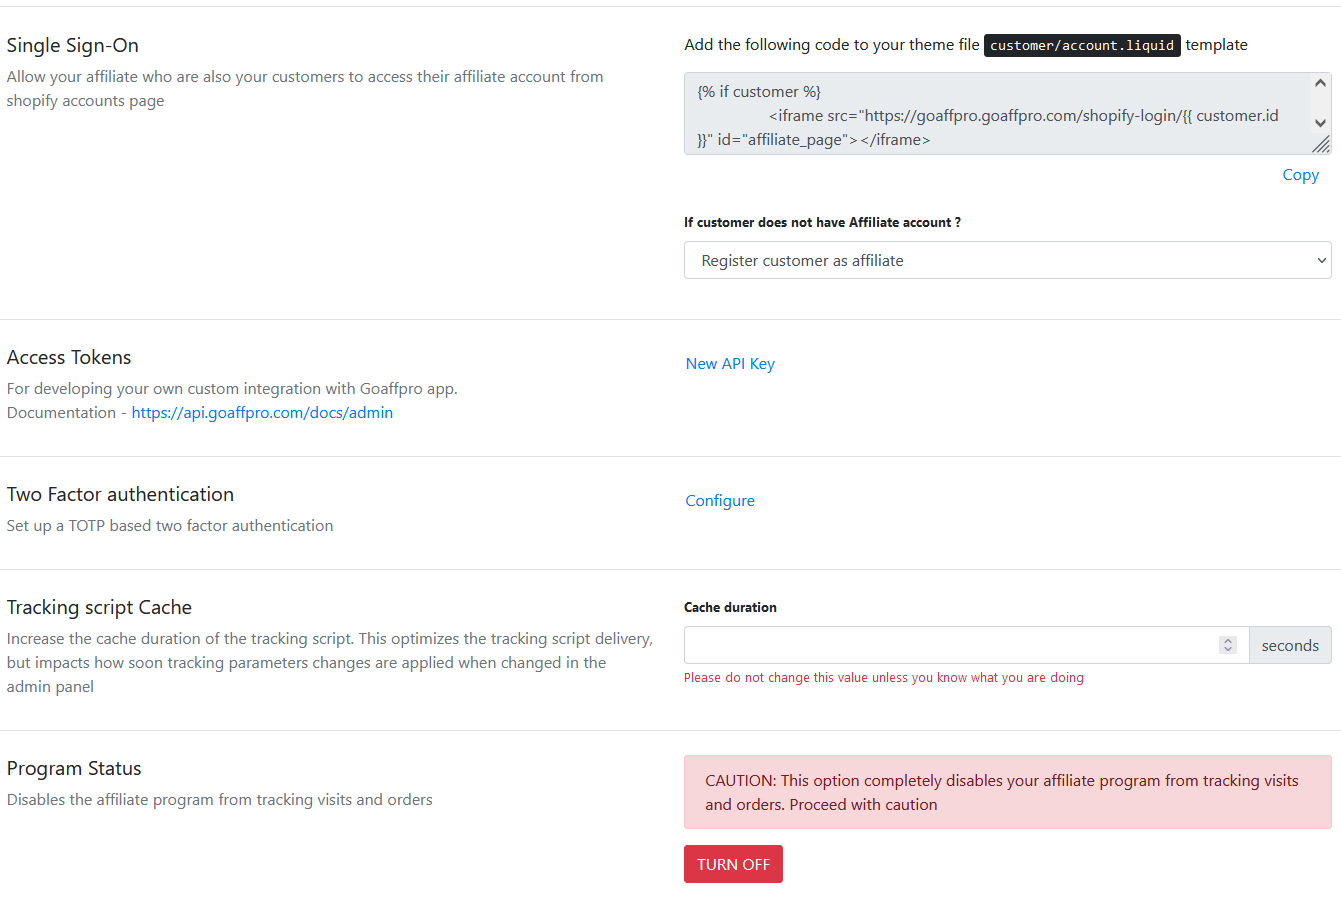 Single Sign-On
Allow your affiliate who are also your customers to access their affiliate account from
shopify accounts page
Add the following code to your theme file customer/account.liquid template
{% if customer %}
<iframe src="https://goaffpro.goaffpro.com/shopify-login/{{ customer.id
}}" id="affiliate_page"></iframe>
Copy
If customer does not have Affiliate account ?
Register customer as affiliate
Access Tokens
For developing your own custom integration with Goaffpro app.
Documentation - https://api.goaffpro.com/docs/admin
New API Key
Two Factor authentication
Set up a TOTP based two factor authentication
Configure
Tracking script Cache
Increase the cache duration of the tracking script. This optimizes the tracking script delivery,
but impacts how soon tracking parameters changes are applied when changed in the
admin panel
Cache duration
seconds
Please do not change this value unless you know what you are doing
Program Status
Disables the affiliate program from tracking visits and orders
CAUTION: This option completely disables your affiliate program from tracking visits
and orders. Proceed with caution
TURN OFF